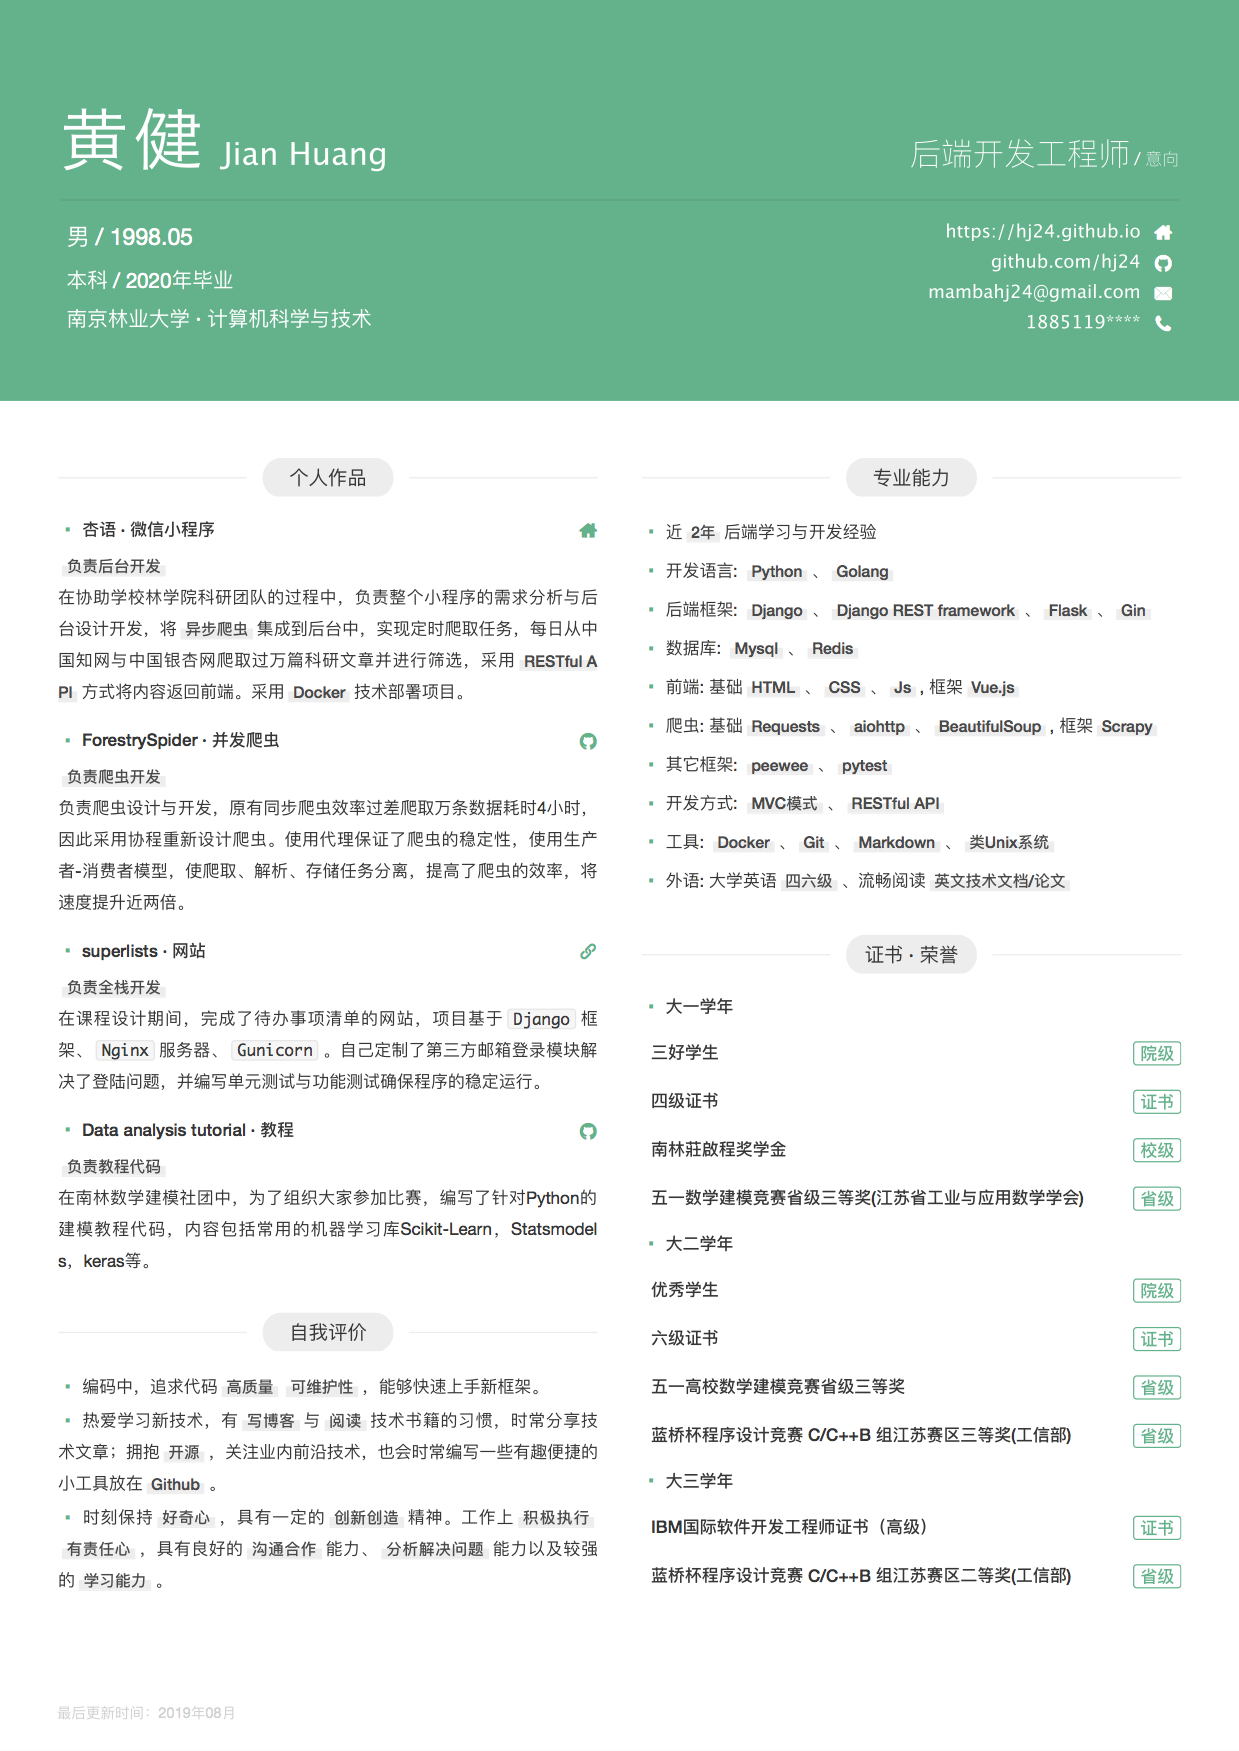 黄健 Jian Huang
后端开发工程师 / 意向
男 / 1998.05
本科 / 2020年毕业
南京林业大学 · 计算机科学与技术
https://hj24.github.io
github.com/hj24
mambahj24@gmail.com
1885119****
个人作品
杏语 · 微信小程序
负责后台开发
在协助学校林学院科研团队的过程中，负责整个小程序的需求分析与后
台设计开发，将 异步爬虫 集成到后台中，实现定时爬取任务，每日从中
国知网与中国银杏网爬取过万篇科研文章并进行筛选，采用 RESTful A
PI 方式将内容返回前端。采用 Docker 技术部署项目。
ForestrySpider · 并发爬虫
负责爬虫开发
负责爬虫设计与开发，原有同步爬虫效率过差爬取万条数据耗时4小时，
因此采用协程重新设计爬虫。使用代理保证了爬虫的稳定性，使用生产
者-消费者模型，使爬取、解析、存储任务分离，提高了爬虫的效率，将
速度提升近两倍。
superlists · 网站
负责全栈开发
在课程设计期间，完成了待办事项清单的网站，项目基于 Django 框
架、 Nginx 服务器、 Gunicorn 。自己定制了第三方邮箱登录模块解
决了登陆问题，并编写单元测试与功能测试确保程序的稳定运行。
Data analysis tutorial · 教程
负责教程代码
在南林数学建模社团中，为了组织大家参加比赛，编写了针对Python的
建模教程代码，内容包括常用的机器学习库Scikit-Learn，Statsmodel
s，keras等。
自我评价
编码中，追求代码 高质量 可维护性 ，能够快速上手新框架。
热爱学习新技术，有 写博客 与 阅读 技术书籍的习惯，时常分享技
术文章；拥抱 开源 ，关注业内前沿技术，也会时常编写一些有趣便捷的
小工具放在 Github 。
时刻保持 好奇心 ，具有一定的 创新创造 精神。工作上 积极执行
有责任心 ，具有良好的 沟通合作 能力、 分析解决问题 能力以及较强
的 学习能力 。
专业能力
近 2年 后端学习与开发经验
开发语言: Python 、 Golang
后端框架: Django 、 Django REST framework 、 Flask 、 Gin
数据库: Mysql 、 Redis
前端: 基础 HTML 、 CSS 、 Js , 框架 Vue.js
爬虫: 基础 Requests 、 aiohttp 、 BeautifulSoup , 框架 Scrapy
其它框架: peewee 、 pytest
开发方式: MVC模式 、 RESTful API
工具: Docker 、 Git 、 Markdown 、 类Unix系统
外语: 大学英语 四六级 、流畅阅读 英文技术文档/论文
证书 · 荣誉
大一学年
三好学生 院级
四级证书 证书
南林莊啟程奖学金 校级
五一数学建模竞赛省级三等奖(江苏省工业与应用数学学会) 省级
大二学年
优秀学生 院级
六级证书 证书
五一高校数学建模竞赛省级三等奖 省级
蓝桥杯程序设计竞赛 C/C++B 组江苏赛区三等奖(工信部) 省级
大三学年
IBM国际软件开发工程师证书（高级） 证书
蓝桥杯程序设计竞赛 C/C++B 组江苏赛区二等奖(工信部) 省级
最后更新时间：2019年08月